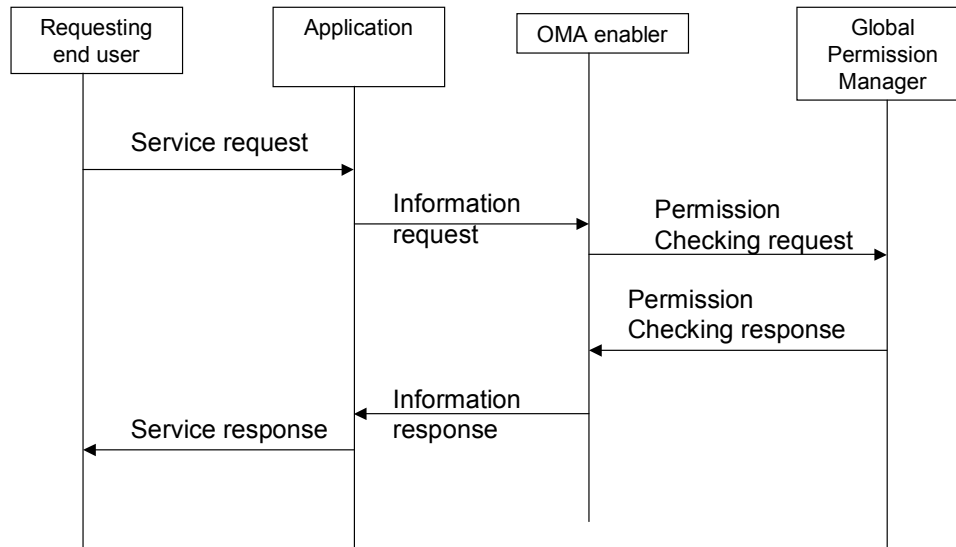 Requesting
end user
Application
OMA enabler
Global
Permission
Manager
Service request
Information
request
Permission
Checking request
Permission
Checking response
Information
response
Service response